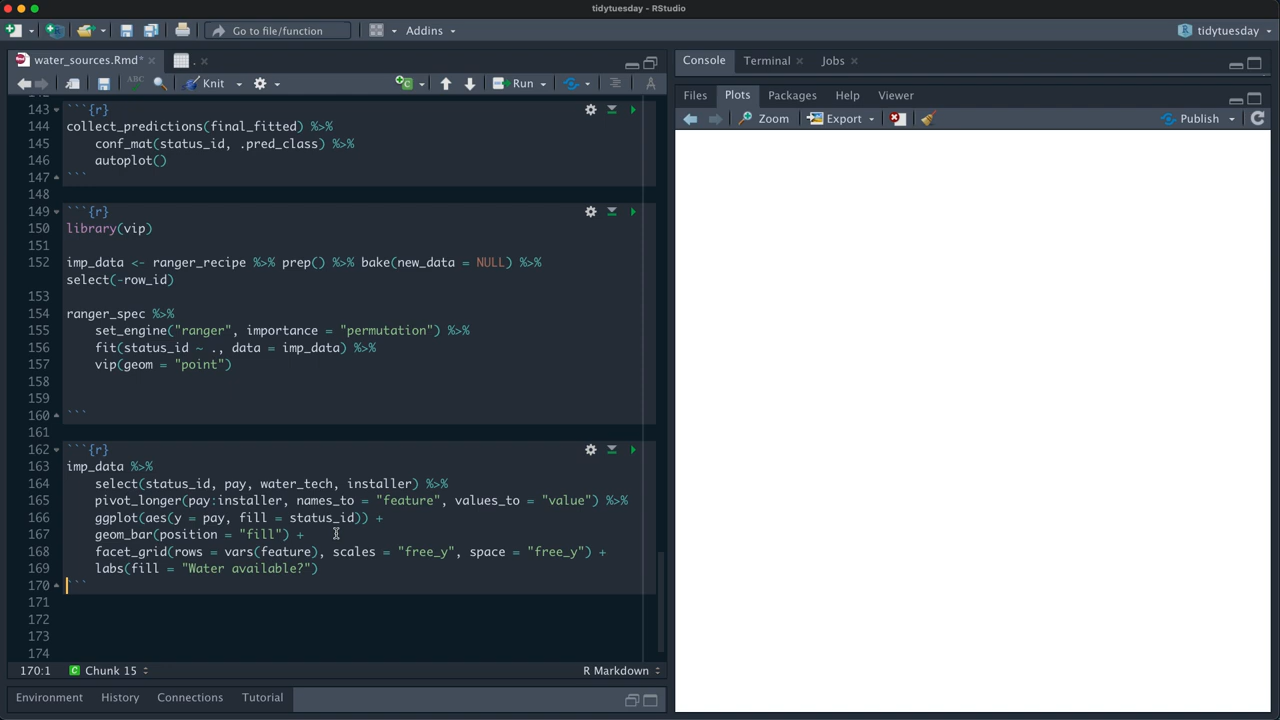 tidytuesday - RStudio
Go to file/function
Addins
tidytuesday
water_sources.Rmd*
.
Knit
Run
Console
Terminal
Jobs
Files
Plots
Packages
Help
Viewer
Zoom
Export
Publish
143 ```{r}
144 collect_predictions(final_fitted) %>%
145 conf_mat(status_id, .pred_class) %>%
146 autoplot()
147 ```
148
149 ```{r}
150 library(vip)
151
152 imp_data <- ranger_recipe %>% prep() %>% bake(new_data = NULL) %>%
select(-row_id)
153
154 ranger_spec %>%
155 set_engine("ranger", importance = "permutation") %>%
156 fit(status_id ~ ., data = imp_data) %>%
157 vip(geom = "point")
158
159
160 ```
161
162 ```{r}
163 imp_data %>%
164 select(status_id, pay, water_tech, installer) %>%
165 pivot_longer(pay:installer, names_to = "feature", values_to = "value") %>%
166 ggplot(aes(y = pay, fill = status_id)) +
167 geom_bar(position = "fill") +
168 facet_grid(rows = vars(feature), scales = "free_y", space = "free_y") +
169 labs(fill = "Water available?")
170 ```
171
172
173
174
170:1
Chunk 15
R Markdown
Environment
History
Connections
Tutorial